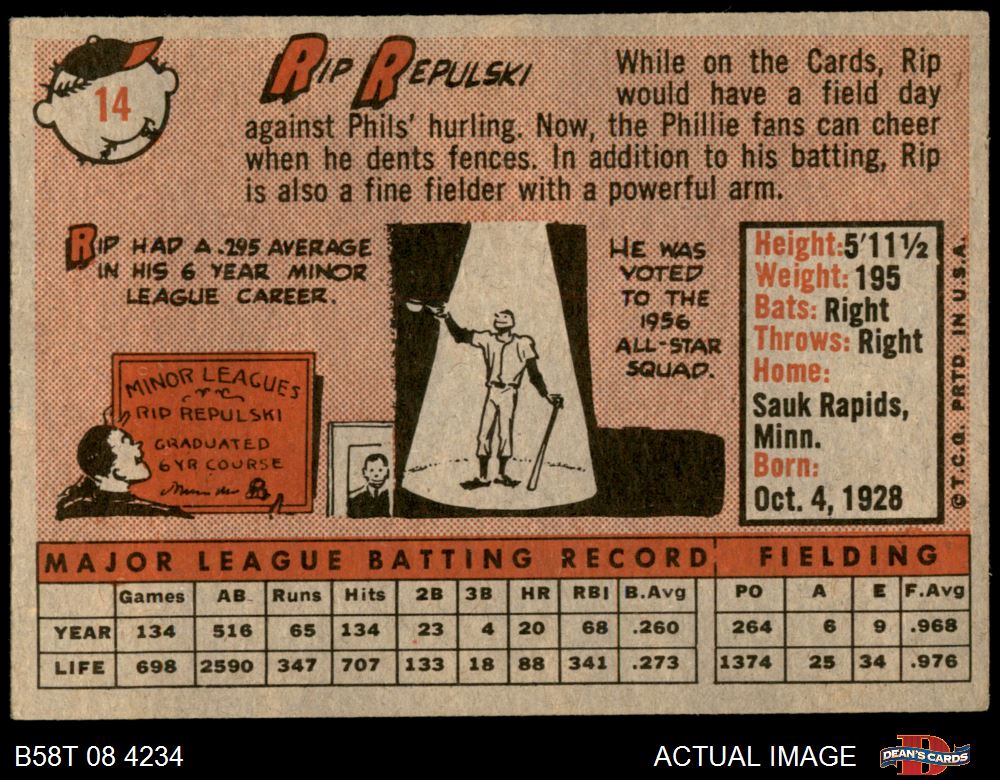 14
RIP REPULSKI
While on the Cards, Rip
would have a field day
against Phils' hurling. Now, the Phillie fans can cheer
when he dents fences. In addition to his batting, Rip
is also a fine fielder with a powerful arm.
RIP HAD A .295 AVERAGE
IN HIS 6 YEAR MINOR
LEAGUE CAREER.
MINOR LEAGUES
RIP REPULSKI
GRADUATED
6 YR COURSE
HE WAS
VOTED
TO THE
1956
ALL-STAR
SQUAD.
Height: 5'11½
Weight: 195
Bats: Right
Throws: Right
Home:
Sauk Rapids,
Minn.
Born:
Oct. 4, 1928
© T.C.G. PRTD. IN U.S.A.
MAJOR LEAGUE BATTING RECORD FIELDING
Games AB Runs Hits 2B 3B HR RBI B.Avg PO A E F.Avg
YEAR 134 516 65 134 23 4 20 68 .260 264 6 9 .968
LIFE 698 2590 347 707 133 18 88 341 .273 1374 25 34 .976
B58T 08 4234 ACTUAL IMAGE DEAN'S CARDS